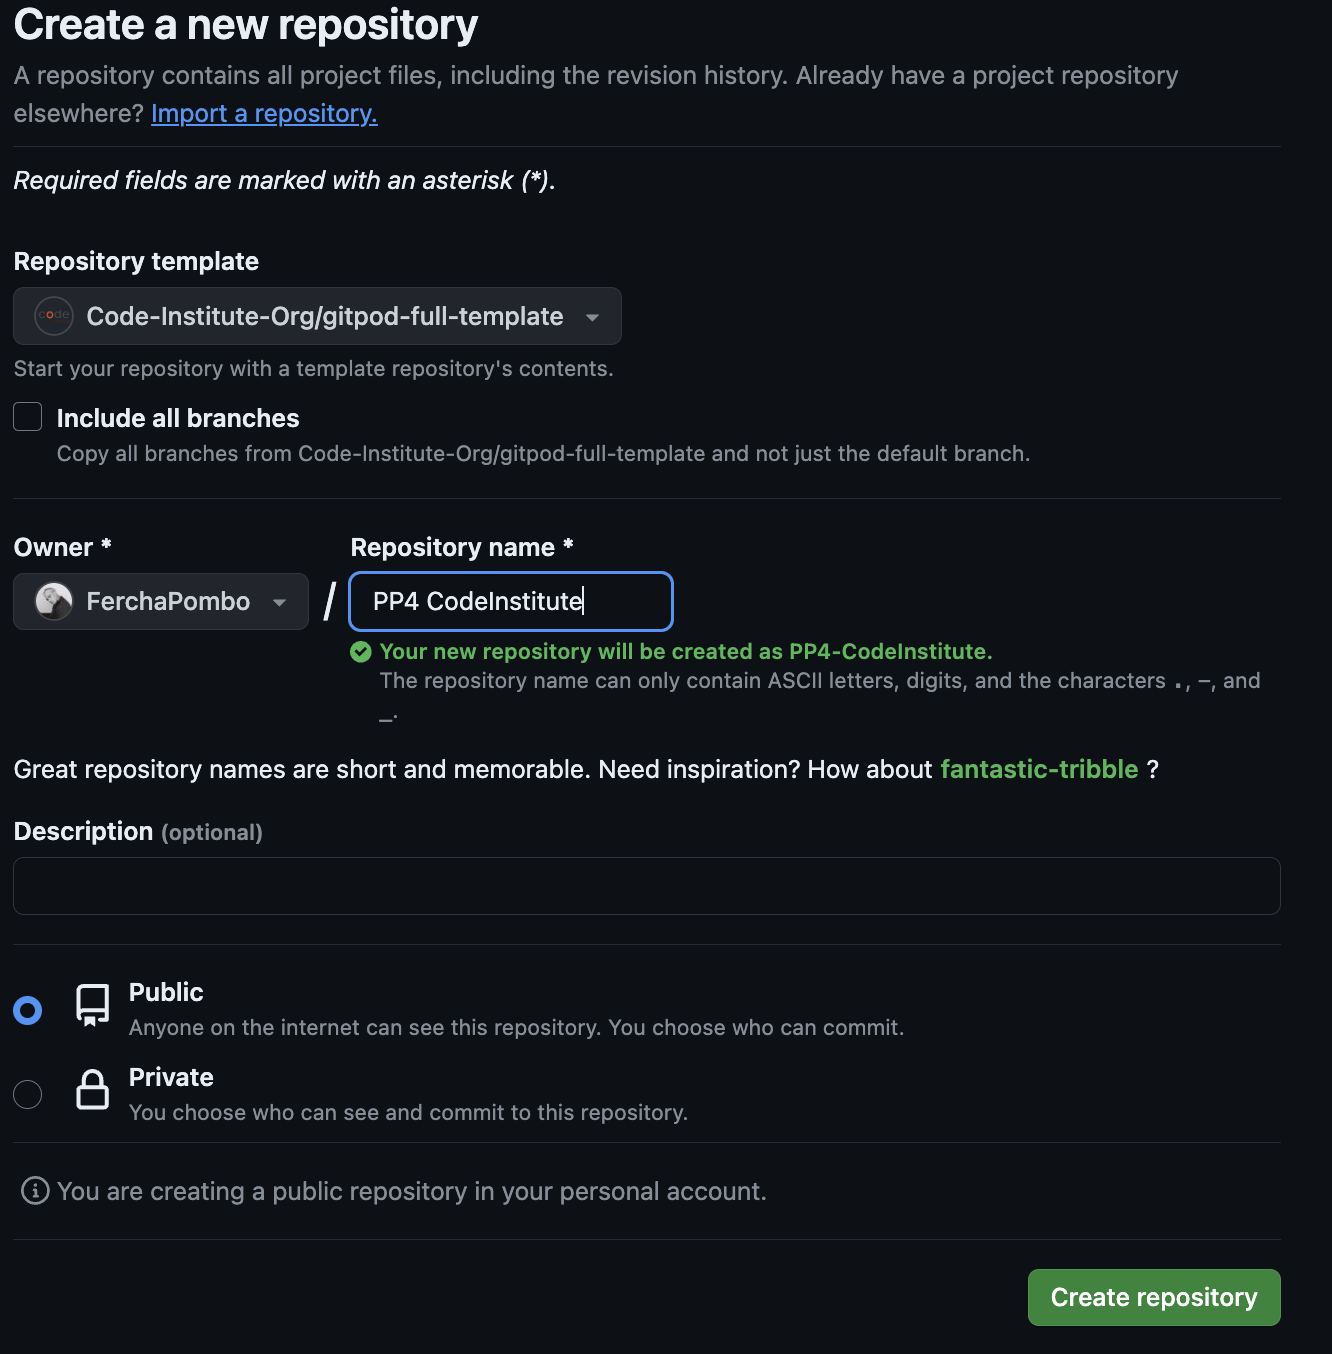 Create a new repository
A repository contains all project files, including the revision history. Already have a project repository
elsewhere? Import a repository.
Required fields are marked with an asterisk (*).
Repository template
code
Code-Institute-Org/gitpod-full-template
Start your repository with a template repository's contents.
Include all branches
Copy all branches from Code-Institute-Org/gitpod-full-template and not just the default branch.
Owner *
Repository name *
FerchaPombo
/
PP4 CodeInstitute
Your new repository will be created as PP4-CodeInstitute.
The repository name can only contain ASCII letters, digits, and the characters ., -, and
_.
Great repository names are short and memorable. Need inspiration? How about fantastic-tribble ?
Description (optional)
Public
Anyone on the internet can see this repository. You choose who can commit.
Private
You choose who can see and commit to this repository.
You are creating a public repository in your personal account.
Create repository